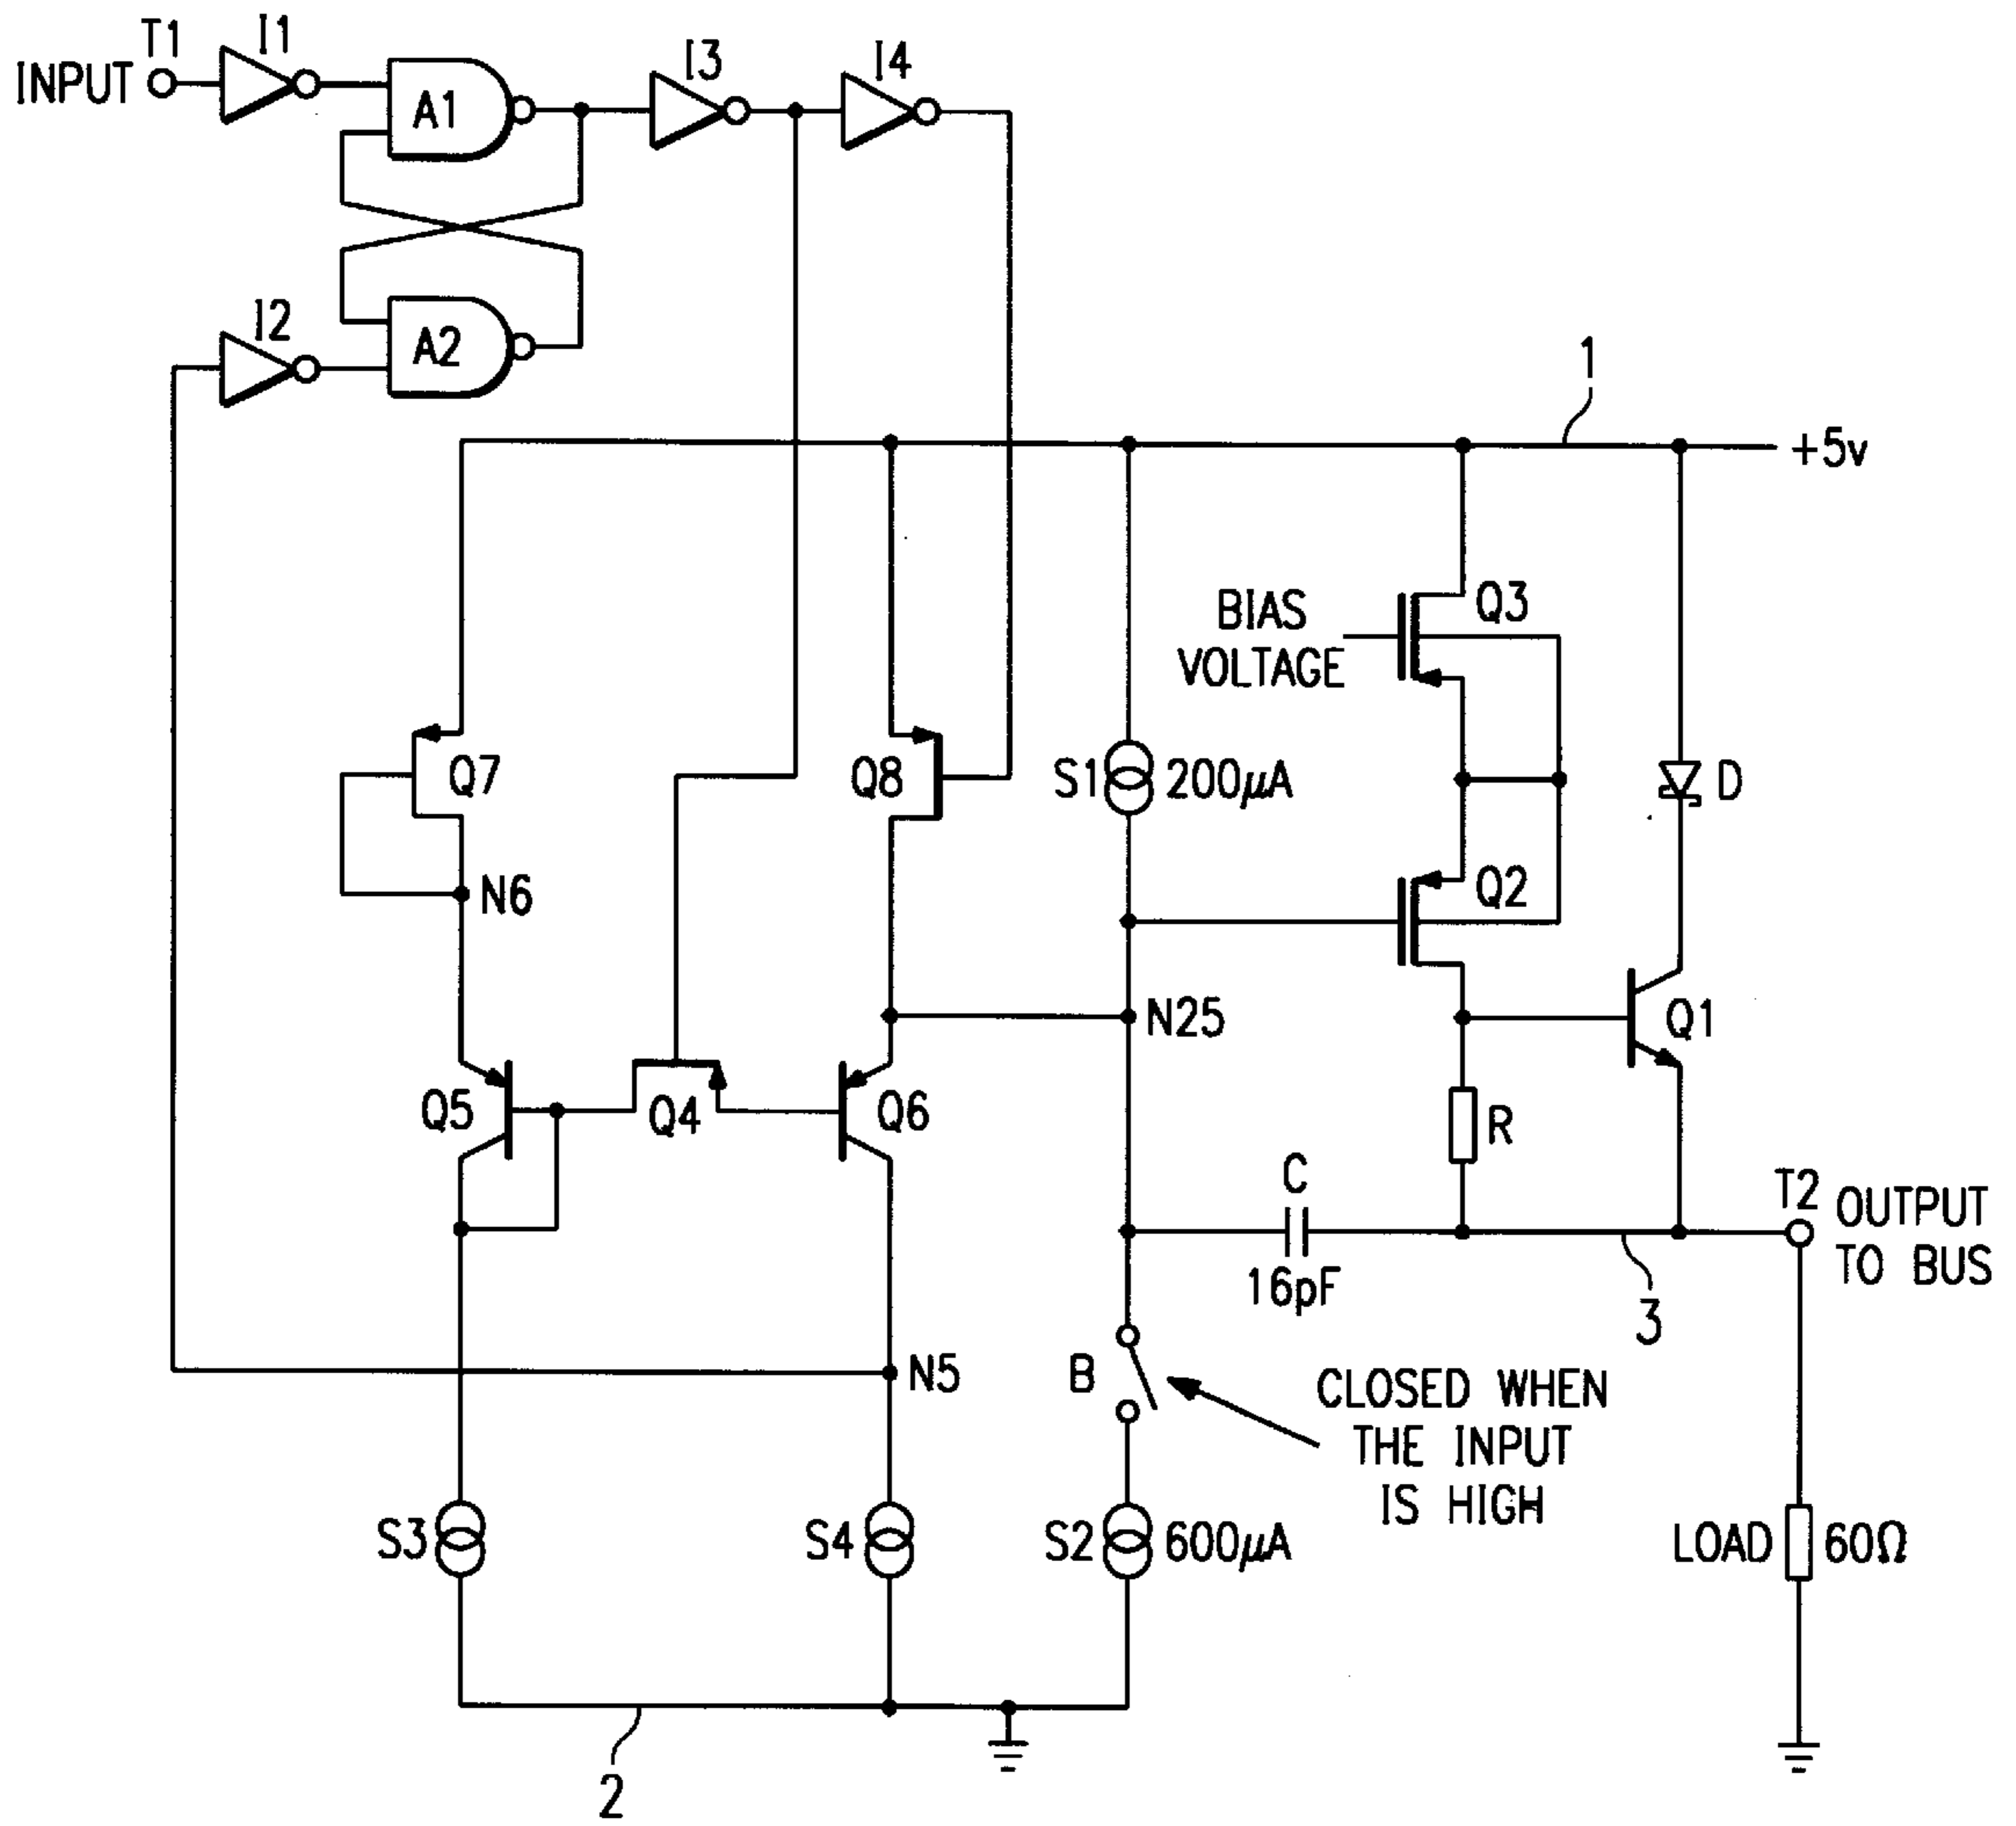 T1
I1
INPUT
A1
I3
I4
I2
A2
1
+5v
BIAS
VOLTAGE
Q3
Q7
Q8
S1
200µA
D
N6
Q2
N25
Q1
Q5
Q4
Q6
R
C
16pF
T2
OUTPUT
TO BUS
3
N5
B
CLOSED WHEN
THE INPUT
IS HIGH
S3
S4
S2
600µA
LOAD
60Ω
2